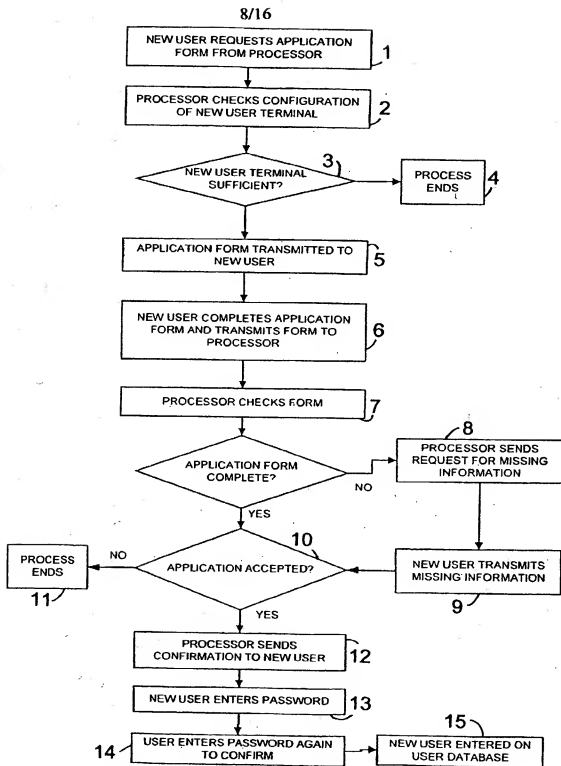 8/16
NEW USER REQUESTS APPLICATION
FORM FROM PROCESSOR
1
PROCESSOR CHECKS CONFIGURATION
OF NEW USER TERMINAL
2
NEW USER TERMINAL
SUFFICIENT?
3
PROCESS
ENDS
4
APPLICATION FORM TRANSMITTED TO
NEW USER
5
NEW USER COMPLETES APPLICATION
FORM AND TRANSMITS FORM TO
PROCESSOR
6
PROCESSOR CHECKS FORM
7
APPLICATION FORM
COMPLETE?
NO
YES
8
PROCESSOR SENDS
REQUEST FOR MISSING
INFORMATION
NEW USER TRANSMITS
MISSING INFORMATION
9
10
APPLICATION ACCEPTED?
NO
YES
PROCESS
ENDS
11
PROCESSOR SENDS
CONFIRMATION TO NEW USER
12
NEW USER ENTERS PASSWORD
13
14
USER ENTERS PASSWORD AGAIN
TO CONFIRM
15
NEW USER ENTERED ON
USER DATABASE